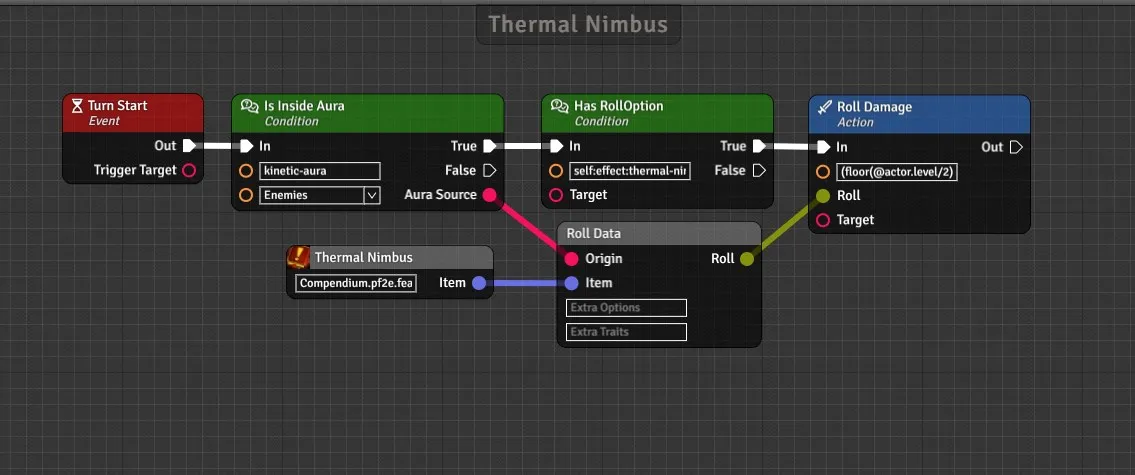 Thermal Nimbus
Turn Start
Event
Out
Trigger Target
Is Inside Aura
Condition
In
True
kinetic-aura
False
Enemies
Aura Source
Has RollOption
Condition
In
True
self:effect:thermal-nir
False
Target
Roll Damage
Action
In
Out
(floor(@actor.level/2)
Roll
Target
Thermal Nimbus
Compendium.pf2e.fea
Item
Roll Data
Origin
Roll
Item
Extra Options
Extra Traits